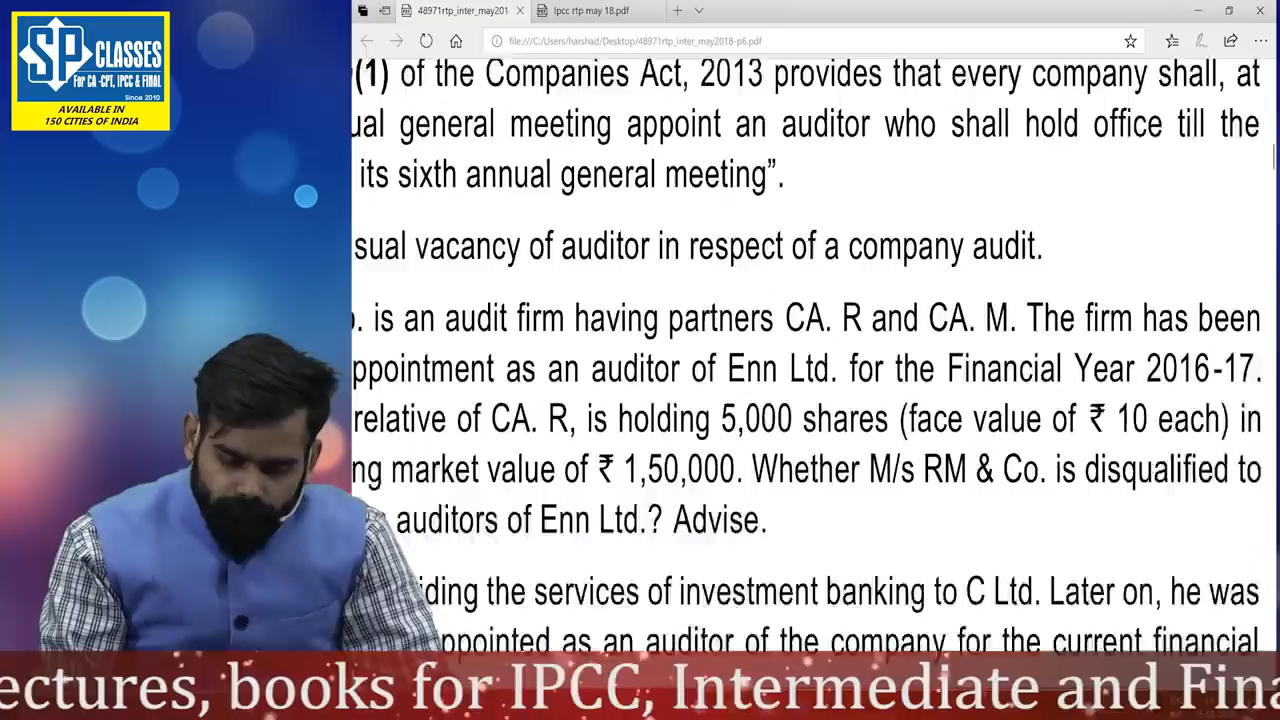 SP CLASSES
For CA -CPT, IPCC & FINAL
Since 2010
AVAILABLE IN
150 CITIES OF INDIA
48971rtp_inter_may201
Ipcc rtp may 18.pdf
file:///C:/Users/harshad/Desktop/48971rtp_inter_may2018-p6.pdf
(1) of the Companies Act, 2013 provides that every company shall, at
ual general meeting appoint an auditor who shall hold office till the
its sixth annual general meeting”.
sual vacancy of auditor in respect of a company audit.
o. is an audit firm having partners CA. R and CA. M. The firm has been
ppointment as an auditor of Enn Ltd. for the Financial Year 2016-17.
relative of CA. R, is holding 5,000 shares (face value of ₹ 10 each) in
ng market value of ₹ 1,50,000. Whether M/s RM & Co. is disqualified to
auditors of Enn Ltd.? Advise.
iding the services of investment banking to C Ltd. Later on, he was
ppointed as an auditor of the company for the current financial
ectures, books for IPCC, Intermediate and Fina